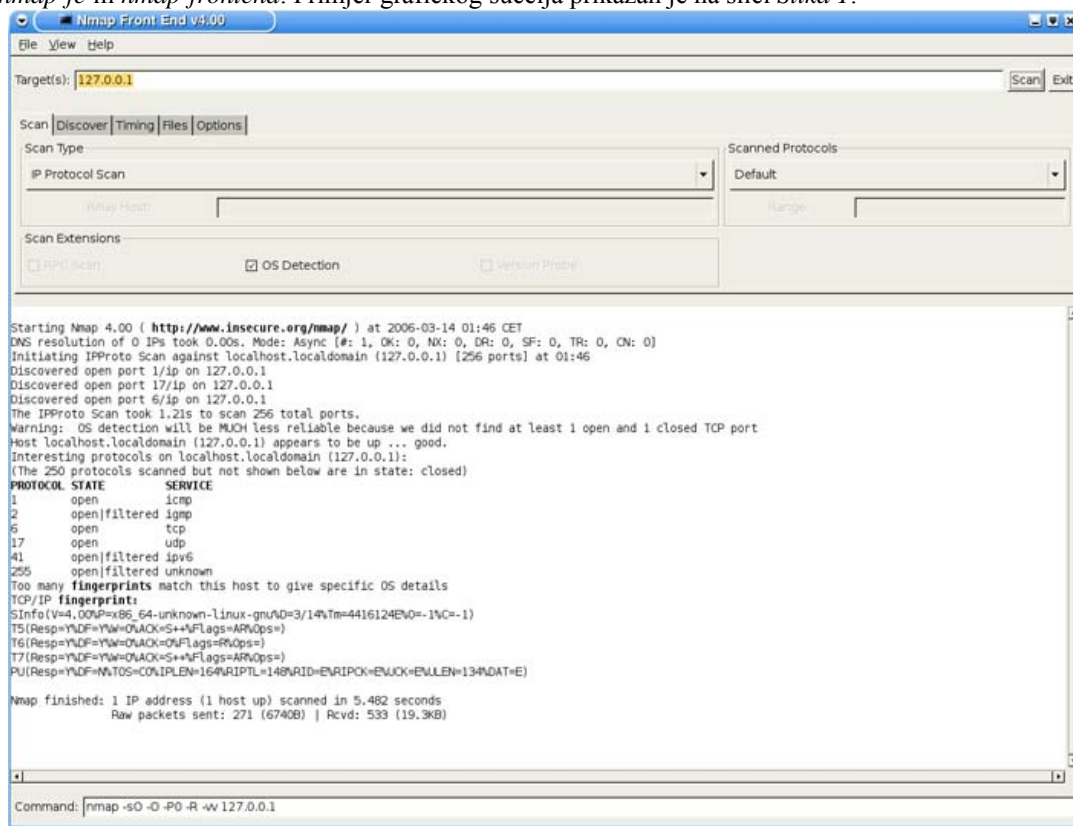 nmap-fe ili nmap frontend. Primjer grafičkog sučelja prikazan je na slici Slika 1.
Nmap Front End v4.00
File View Help
Target(s): 127.0.0.1 Scan Exit
Scan Discover Timing Files Options
Scan Type
Scanned Protocols
IP Protocol Scan
Default
Relay Host:
Range:
Scan Extensions
RPC Scan
OS Detection
Version Probe
Starting Nmap 4.00 ( http://www.insecure.org/nmap/ ) at 2006-03-14 01:46 CET
DNS resolution of 0 IPs took 0.00s. Mode: Async [#: 1, OK: 0, NX: 0, DR: 0, SF: 0, TR: 0, CN: 0]
Initiating IPProto Scan against localhost.localdomain (127.0.0.1) [256 ports] at 01:46
Discovered open port 1/ip on 127.0.0.1
Discovered open port 17/ip on 127.0.0.1
Discovered open port 6/ip on 127.0.0.1
The IPProto Scan took 1.21s to scan 256 total ports.
Warning:  OS detection will be MUCH less reliable because we did not find at least 1 open and 1 closed TCP port
Host localhost.localdomain (127.0.0.1) appears to be up ... good.
Interesting protocols on localhost.localdomain (127.0.0.1):
(The 250 protocols scanned but not shown below are in state: closed)
PROTOCOL STATE SERVICE
1 open icmp
2 open|filtered igmp
6 open tcp
17 open udp
41 open|filtered ipv6
255 open|filtered unknown
Too many fingerprints match this host to give specific OS details
TCP/IP fingerprint:
SInfo(V=4.00%P=x86_64-unknown-linux-gnu%D=3/14%Tm=4416124E%O=-1%C=-1)
T5(Resp=Y%DF=Y%W=0%ACK=S++%Flags=AR%Ops=)
T6(Resp=Y%DF=Y%W=0%ACK=O%Flags=R%Ops=)
T7(Resp=Y%DF=Y%W=0%ACK=S++%Flags=AR%Ops=)
PU(Resp=Y%DF=N%TOS=C0%IPLEN=164%RIPTL=148%RID=E%RIPCK=E%UCK=E%ULEN=134%DAT=E)
Nmap finished: 1 IP address (1 host up) scanned in 5.482 seconds
Raw packets sent: 271 (6740B) | Rcvd: 533 (19.3KB)
Command: nmap -sO -O -P0 -R -vv 127.0.0.1